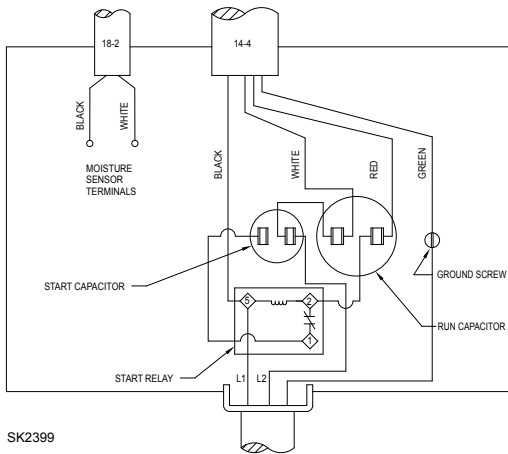 18-2
14-4
BLACK
WHITE
MOISTURE
SENSOR
TERMINALS
BLACK
WHITE
RED
GREEN
START CAPACITOR
GROUND SCREW
RUN CAPACITOR
5
2
1
START RELAY
L1
L2
SK2399